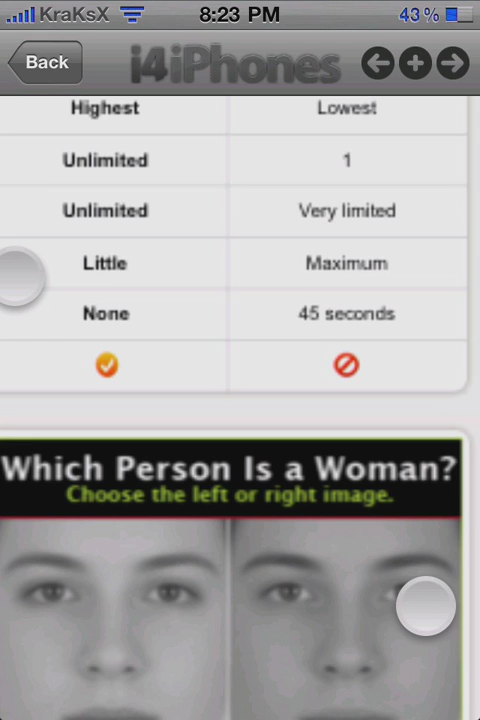 KraKsX 8:23 PM 43%
Back i4iPhones
Highest Lowest
Unlimited 1
Unlimited Very limited
Little Maximum
None 45 seconds
Which Person Is a Woman?
Choose the left or right image.